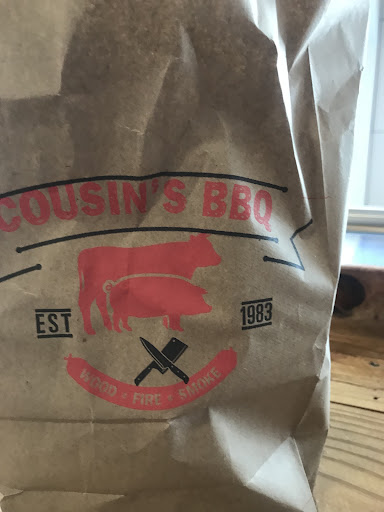 COUSIN'S BBQ
EST 1983
WOOD • FIRE • SMOKE